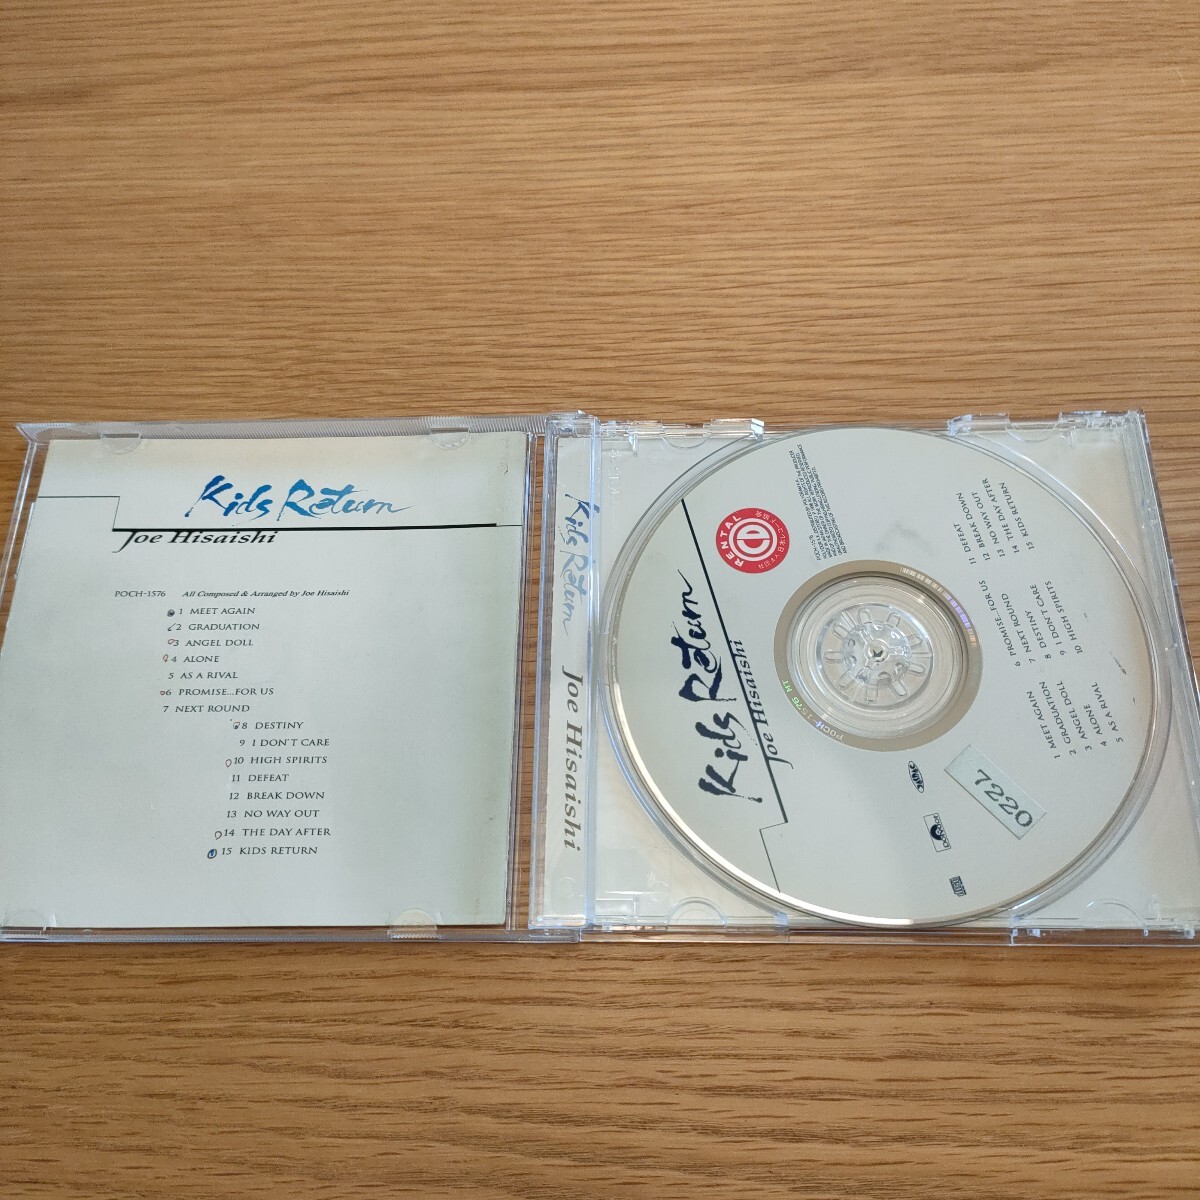 Kids Return
Joe Hisaishi
POCH-1576 All Composed & Arranged by Joe Hisaishi
1 MEET AGAIN
2 GRADUATION
3 ANGEL DOLL
4 ALONE
5 AS A RIVAL
6 PROMISE...FOR US
7 NEXT ROUND
8 DESTINY
9 I DON'T CARE
10 HIGH SPIRITS
11 DEFEAT
12 BREAK DOWN
13 NO WAY OUT
14 THE DAY AFTER
15 KIDS RETURN
Kids Return Joe Hisaishi
RENTAL
Kids Return
Joe Hisaishi
1 MEET AGAIN
2 GRADUATION
3 ANGEL DOLL
4 ALONE
5 AS A RIVAL
6 PROMISE...FOR US
7 NEXT ROUND
8 DESTINY
9 I DON'T CARE
10 HIGH SPIRITS
11 DEFEAT
12 BREAK DOWN
13 NO WAY OUT
14 THE DAY AFTER
15 KIDS RETURN
POCH-1576 MT
7220
polydor